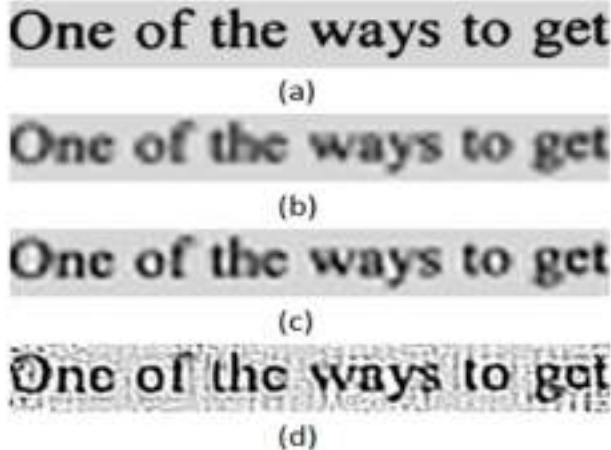 One of the ways to get
(a)
One of the ways to get
(b)
One of the ways to get
(c)
One of the ways to get
(d)